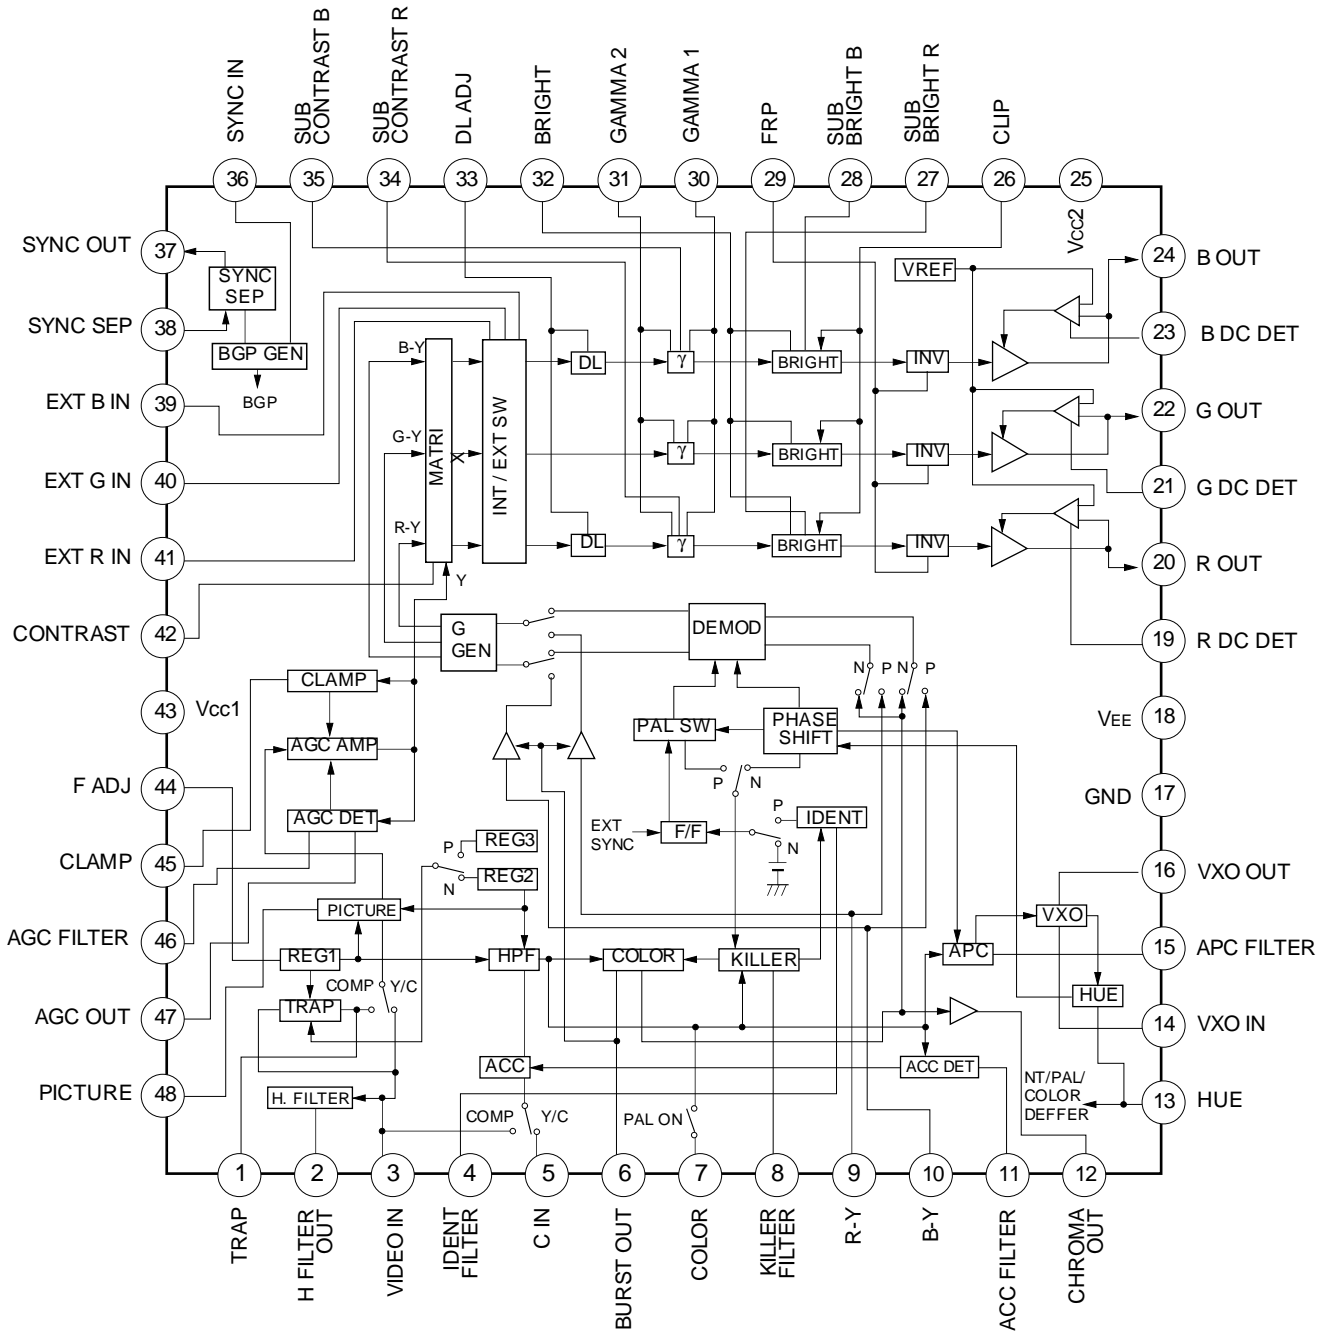 SYNC IN
SUB
CONTRAST B
SUB
CONTRAST R
DL ADJ
BRIGHT
GAMMA 2
GAMMA 1
FRP
SUB
BRIGHT B
SUB
BRIGHT R
CLIP
36
35
34
33
32
31
30
29
28
27
26
25
Vcc2
SYNC OUT
37
SYNC
SEP
VREF
24
B OUT
SYNC SEP
38
23
B DC DET
BGP GEN
BGP
B-Y
DL
γ
BRIGHT
INV
EXT B IN
39
22
G OUT
G-Y
MATRI
X
INT / EXT SW
γ
BRIGHT
INV
EXT G IN
40
21
G DC DET
R-Y
DL
γ
BRIGHT
INV
EXT R IN
41
20
R OUT
Y
CONTRAST
42
G
GEN
DEMOD
19
R DC DET
N
P
N
P
CLAMP
43
Vcc1
PAL SW
PHASE
SHIFT
VEE
18
AGC AMP
P
N
F ADJ
44
GND
17
AGC DET
EXT
SYNC
F/F
P
IDENT
N
P
REG3
CLAMP
45
16
VXO OUT
N
REG2
PICTURE
VXO
AGC FILTER
46
15
APC FILTER
REG1
HPF
COLOR
KILLER
APC
COMP
Y/C
HUE
TRAP
AGC OUT
47
14
VXO IN
ACC
ACC DET
PICTURE
48
H. FILTER
COMP
Y/C
PAL ON
NT/PAL/
COLOR
DEFFER
13
HUE
1
2
3
4
5
6
7
8
9
10
11
12
TRAP
H FILTER
OUT
VIDEO IN
IDENT
FILTER
C IN
BURST OUT
COLOR
KILLER
FILTER
R-Y
B-Y
ACC FILTER
CHROMA
OUT